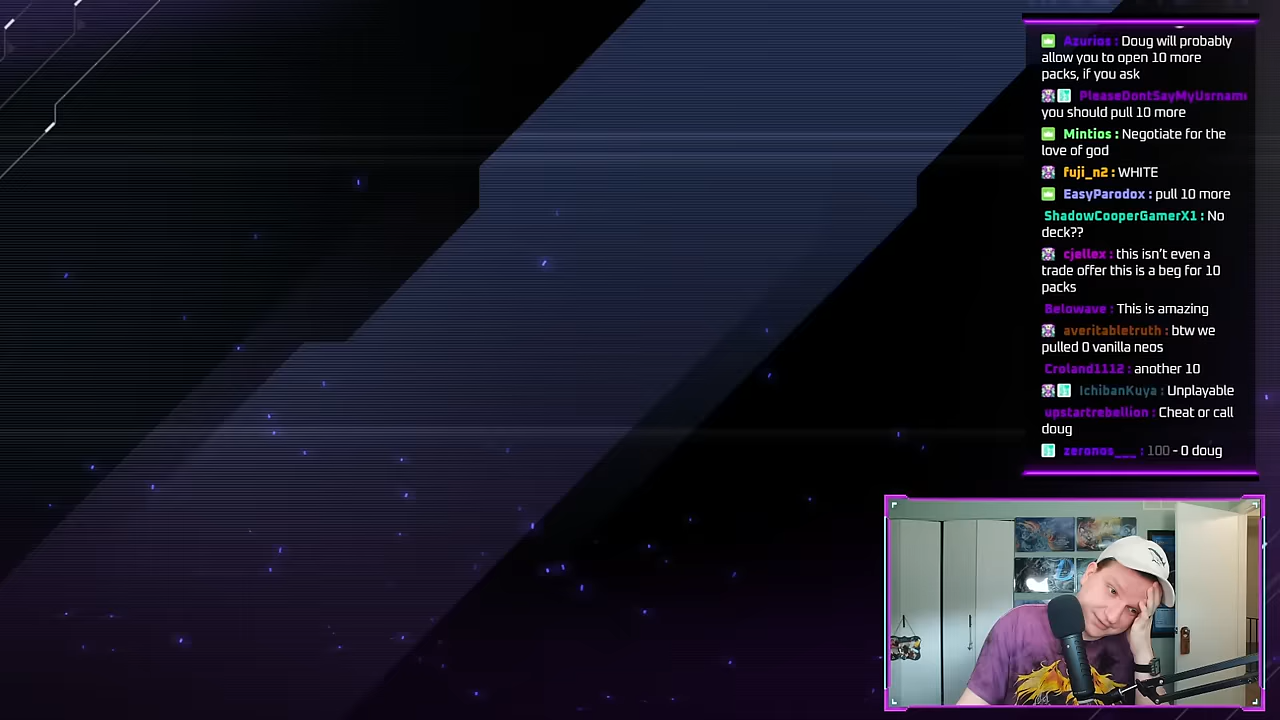 Azurios : Doug will probably
allow you to open 10 more
packs, if you ask
PleaseDontSayMyUsrname
you should pull 10 more
Mintios : Negotiate for the
love of god
fuji_n2 : WHITE
EasyParodox : pull 10 more
ShadowCooperGamerX1 : No
deck??
cjellox : this isn't even a
trade offer this is a beg for 10
packs
Belowave : This is amazing
averitabletruth : btw we
pulled 0 vanilla neos
Croland1112 : another 10
IchibanKuya : Unplayable
upstartrebellion : Cheat or call
doug
zeronos___ : 100 - 0 doug